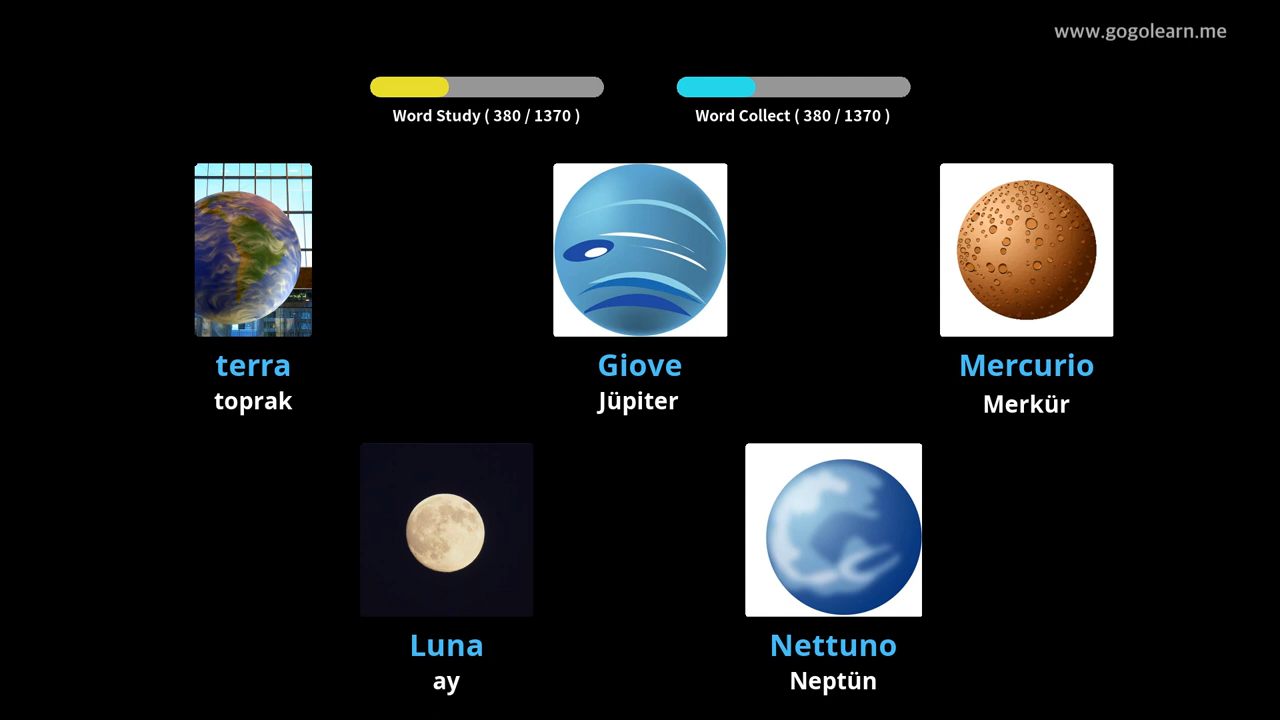 www.gogolearn.me
Word Study ( 380 / 1370 )
Word Collect ( 380 / 1370 )
terra
toprak
Giove
Jüpiter
Mercurio
Merkür
Luna
ay
Nettuno
Neptün